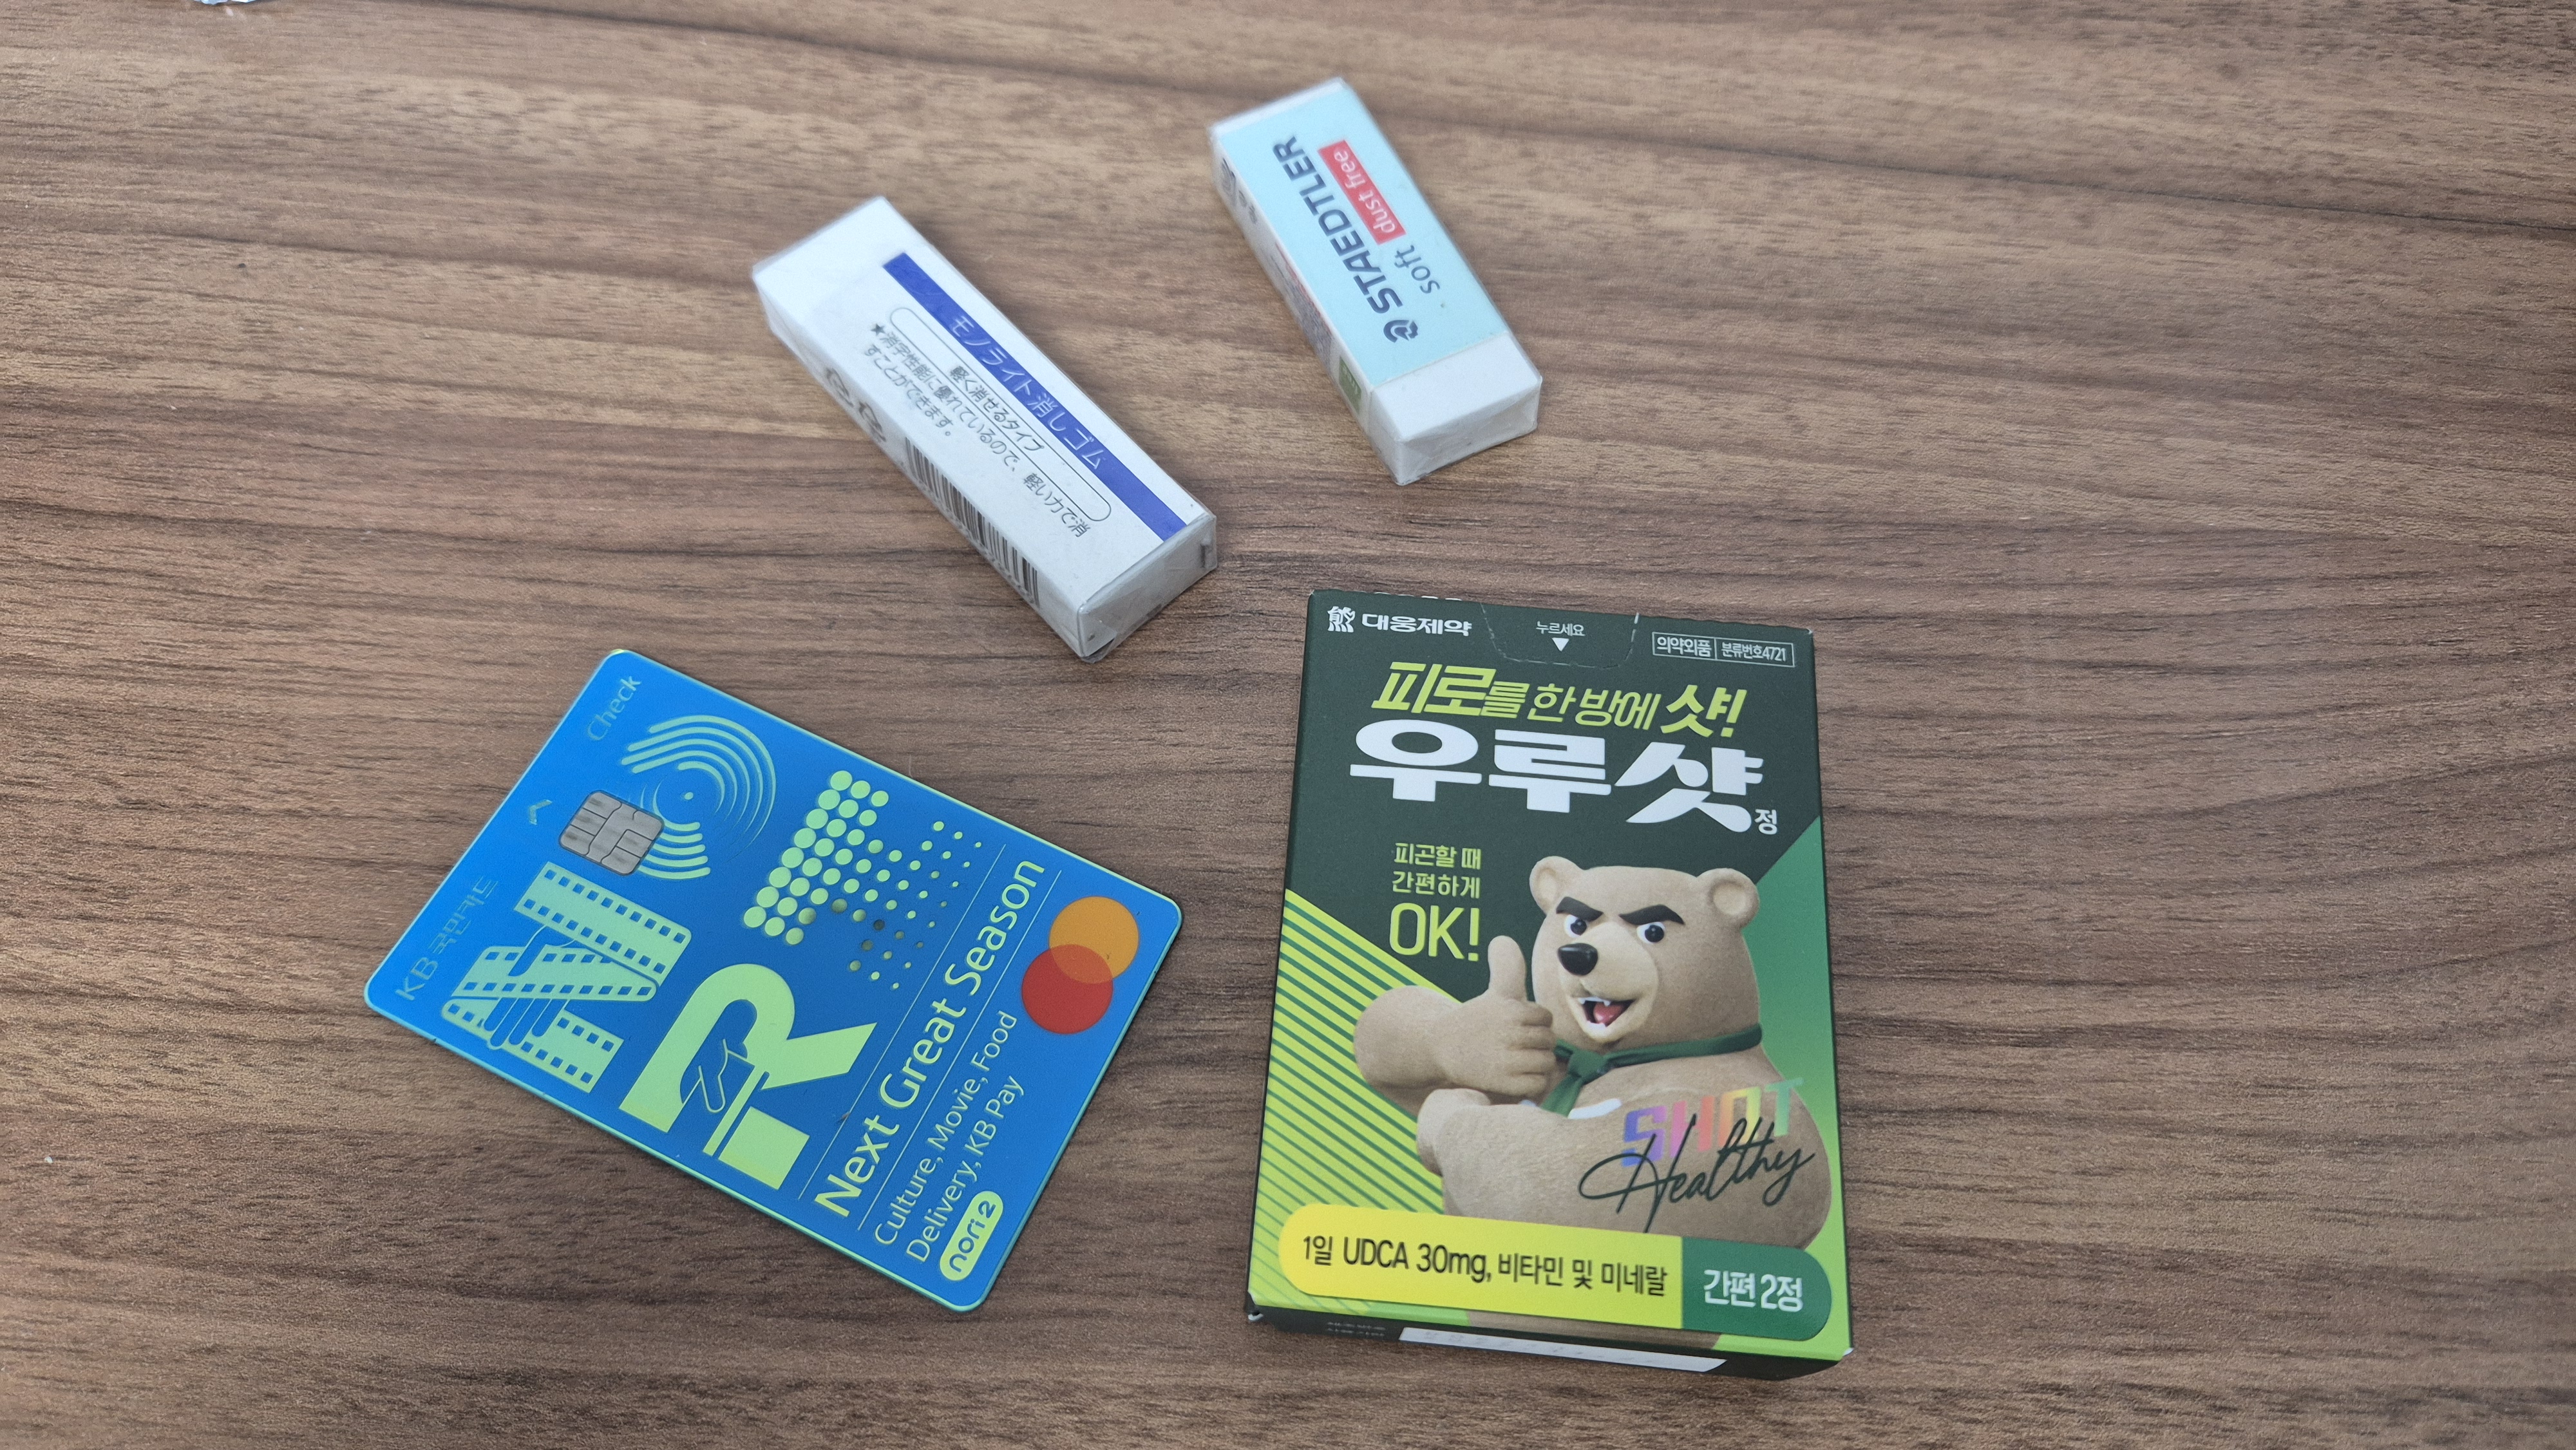 STAEDTLER
soft dust free
モノライト消しゴム
軽く消せるタイプ
★消字性能に優れているので、軽い力で消
すことができます。
Check
KB국민카드
N
R
Next Great Season
Culture, Movie, Food
Delivery, KB Pay
nori 2
대웅제약
누르세요
의약외품 분류번호4721
피로를 한방에 샷!
우루샷정
피곤할 때
간편하게
OK!
SHOT
Healthy
1일 UDCA 30mg, 비타민 및 미네랄
간편 2정